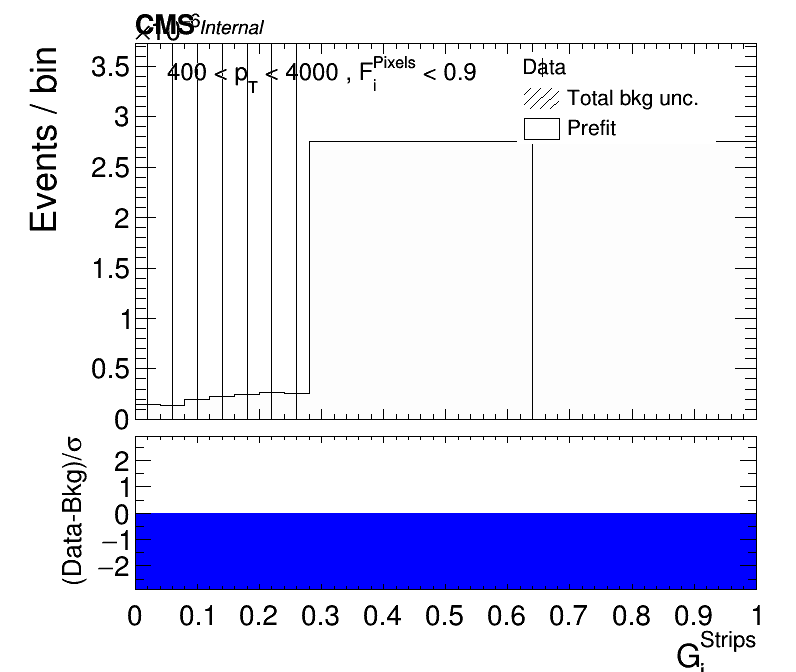 CMS Internal
×10⁻⁶
400 < p_T < 4000 , F_i^Pixels < 0.9
Data
Total bkg unc.
Prefit
Events / bin
3.5
3
2.5
2
1.5
1
0.5
0
(Data-Bkg)/σ
2
1
0
−1
−2
0 0.1 0.2 0.3 0.4 0.5 0.6 0.7 0.8 0.9 1
G_i^Strips